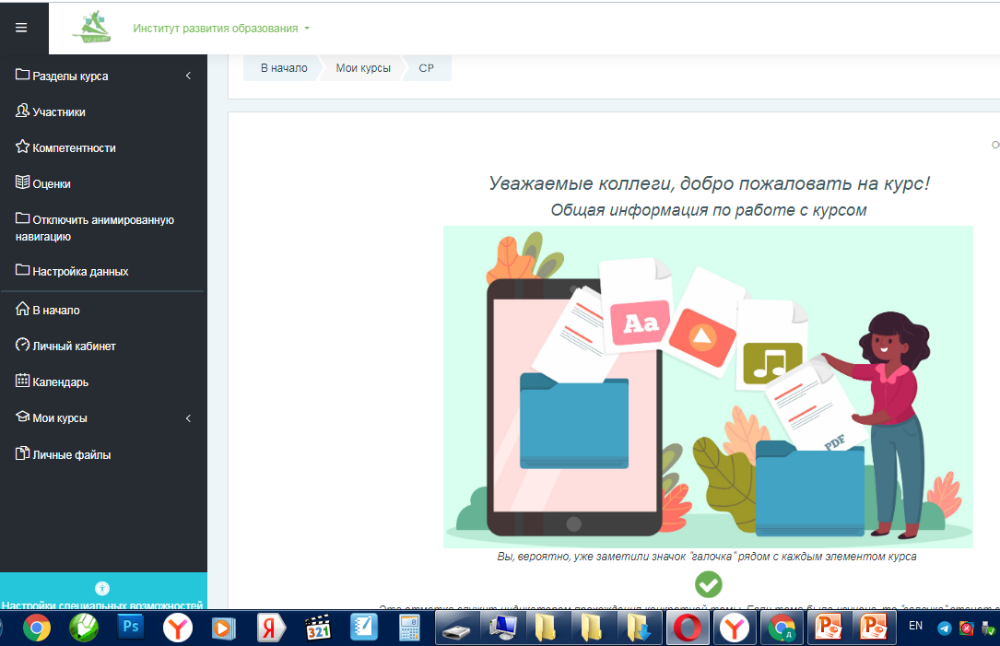 Институт развития образования
Разделы курса
Участники
Компетентности
Оценки
Отключить анимированную
навигацию
Настройка данных
В начало
Личный кабинет
Календарь
Мои курсы
Личные файлы
Настройки специальных возможностей
В начало
Мои курсы
СР
Уважаемые коллеги, добро пожаловать на курс!
Общая информация по работе с курсом
Aa
PDF
Вы, вероятно, уже заметили значок "галочка" рядом с каждым элементом курса
Ps
Y
Я
321
Y
Д
P
P
EN